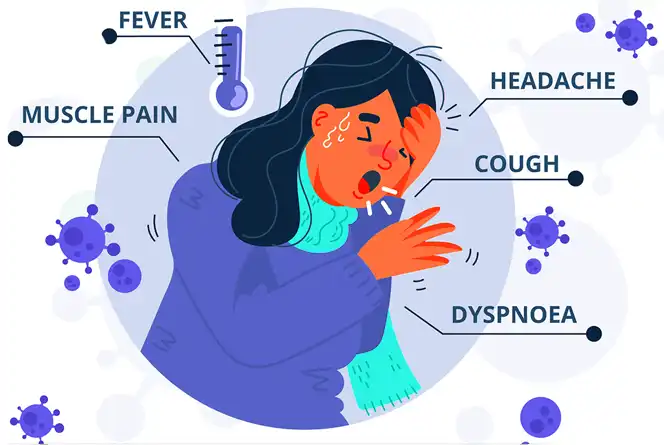 FEVER
HEADACHE
MUSCLE PAIN
COUGH
DYSPNOEA